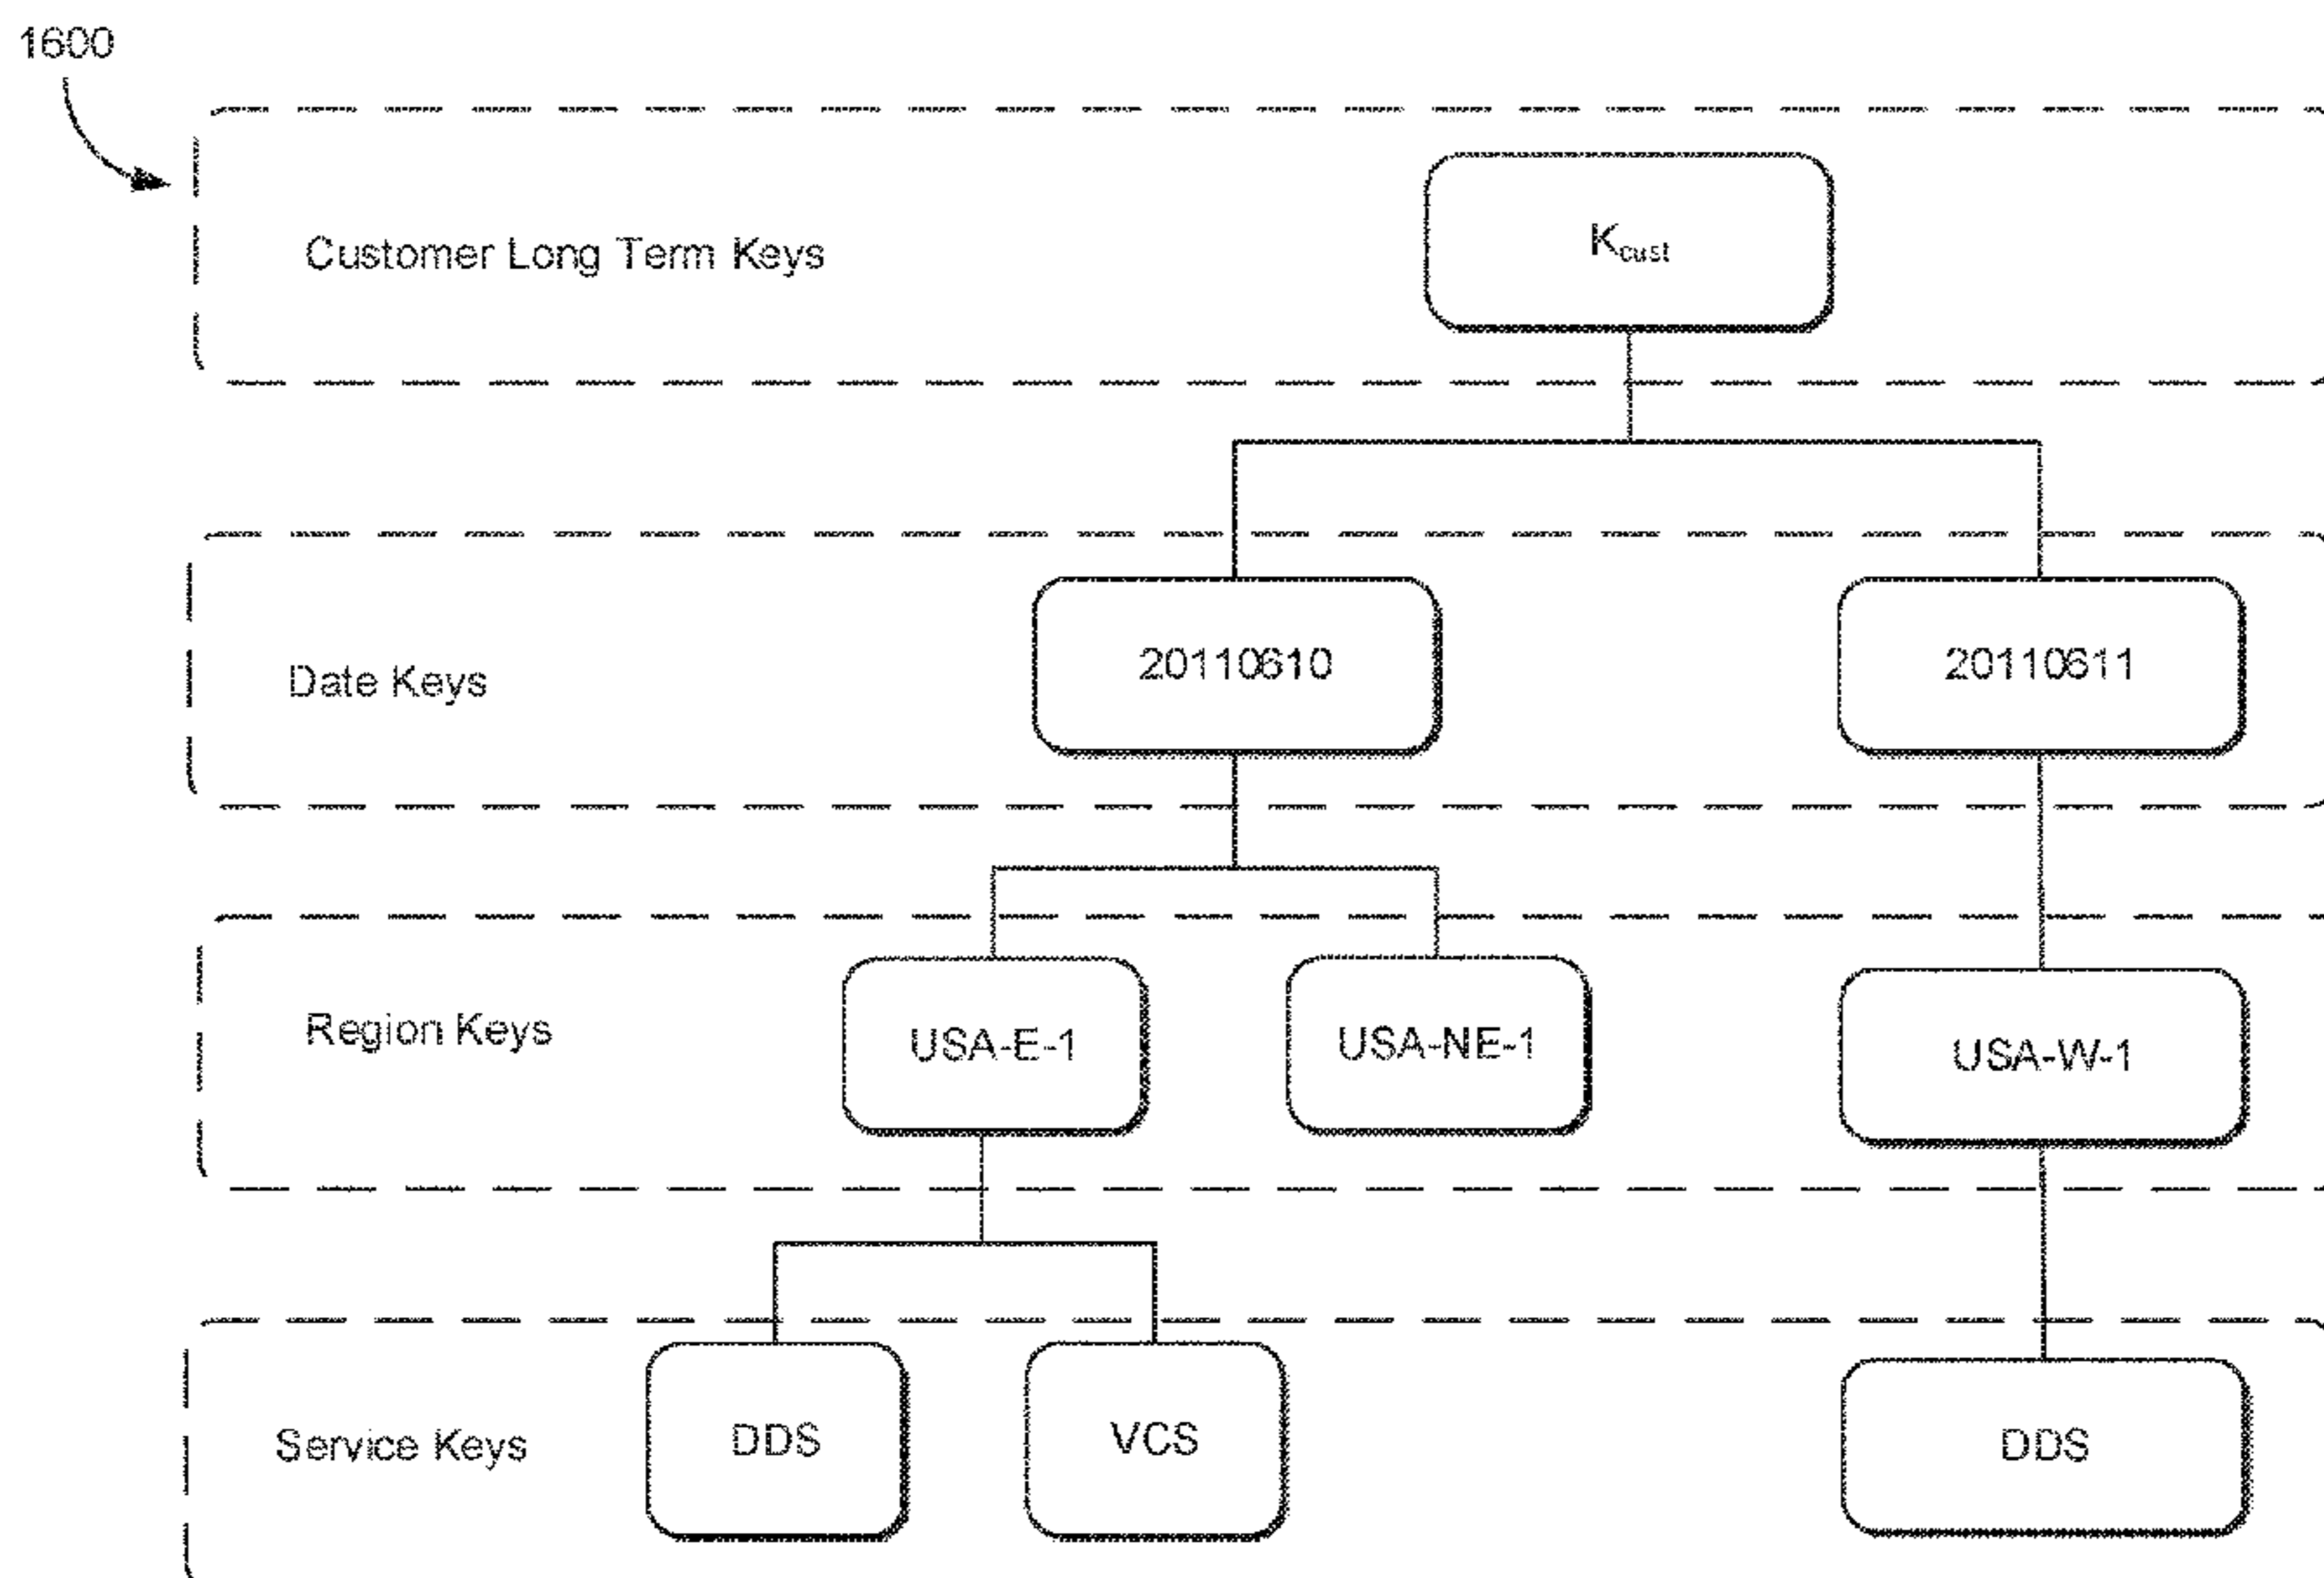 1600
Customer Long Term Keys
K_cust
Date Keys
20110610
20110611
Region Keys
USA-E-1
USA-NE-1
USA-W-1
Service Keys
DDS
VCS
DDS